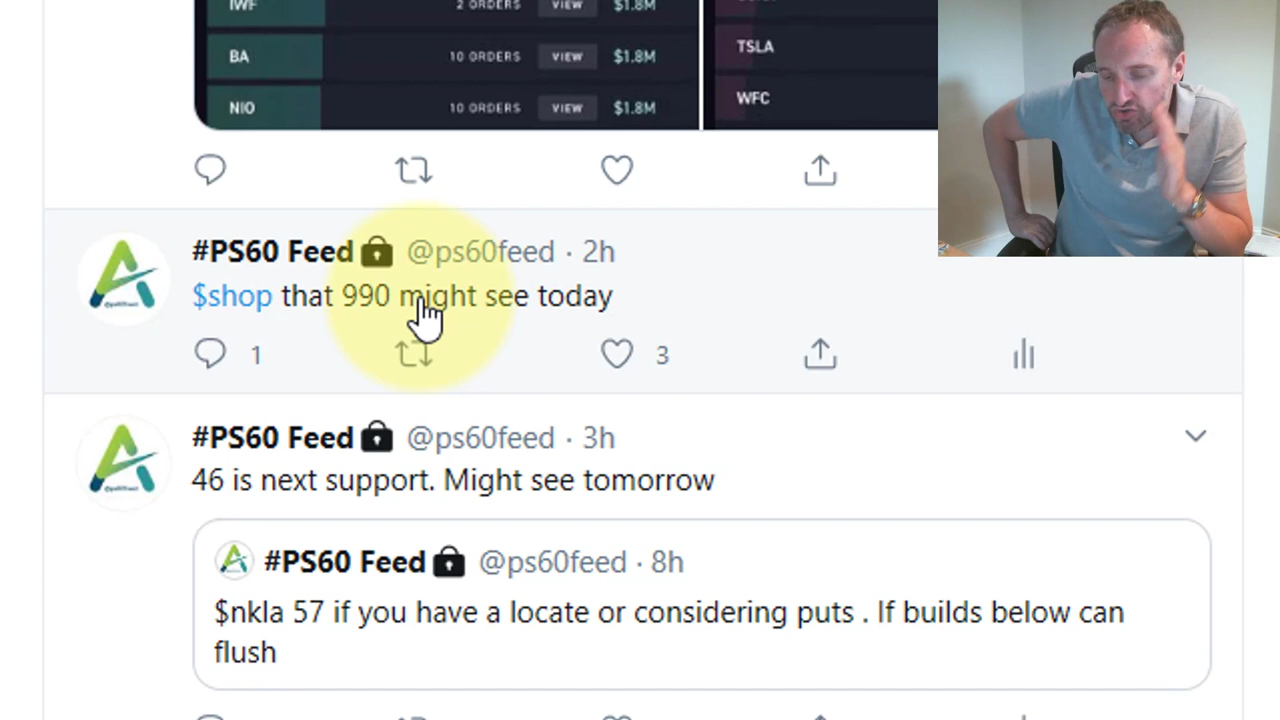 IWF 2 ORDERS VIEW $1.8M
BA 10 ORDERS VIEW $1.8M
NIO 10 ORDERS VIEW $1.8M
TSLA
WFC
#PS60 Feed @ps60feed · 2h
$shop that 990 might see today
1 3
#PS60 Feed @ps60feed · 3h
46 is next support. Might see tomorrow
#PS60 Feed @ps60feed · 8h
$nkla 57 if you have a locate or considering puts . If builds below can
flush